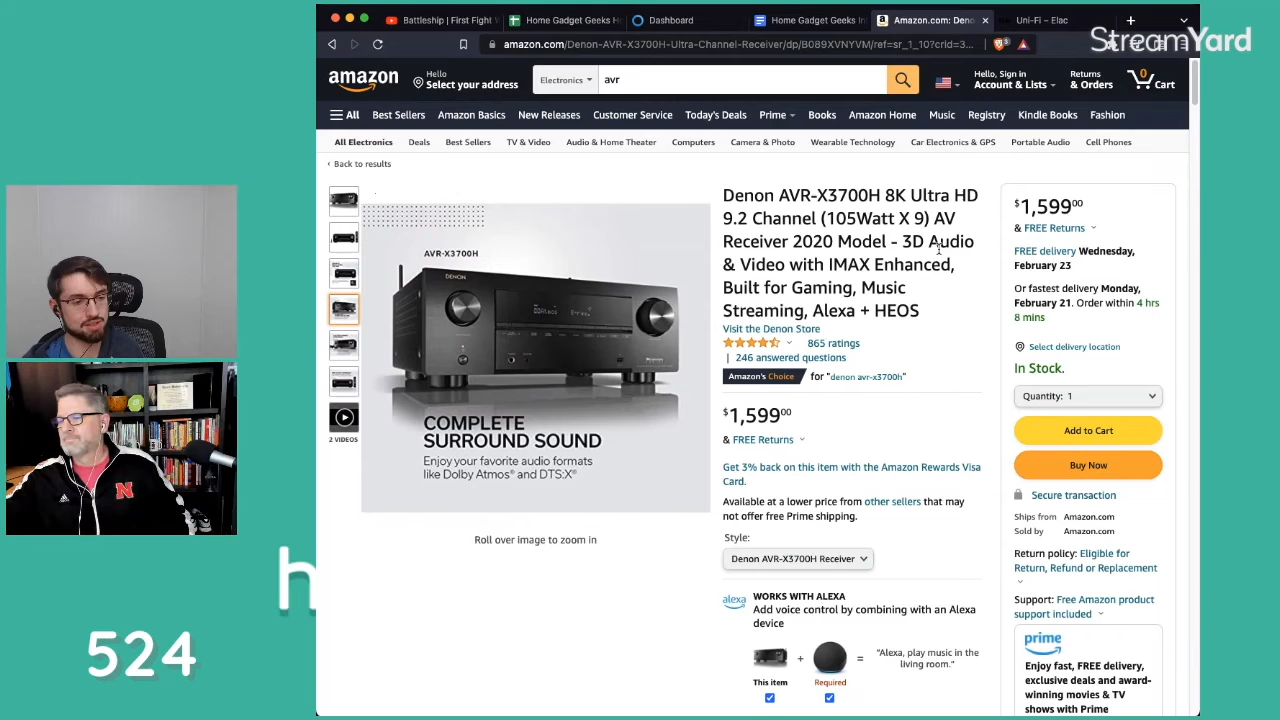 Battleship | First Fight W
Home Gadget Geeks H
Dashboard
Home Gadget Geeks In
Amazon.com: Deno
Uni-Fi – Elac
StreamYard
amazon.com/Denon-AVR-X3700H-Ultra-Channel-Receiver/dp/B089XVNYVM/ref=sr_1_10?crid=3...
amazon
Hello
Select your address
Electronics
avr
Hello, Sign in
Account & Lists
Returns
& Orders
0
Cart
All
Best Sellers
Amazon Basics
New Releases
Customer Service
Today's Deals
Prime
Books
Amazon Home
Music
Registry
Kindle Books
Fashion
All Electronics
Deals
Best Sellers
TV & Video
Audio & Home Theater
Computers
Camera & Photo
Wearable Technology
Car Electronics & GPS
Portable Audio
Cell Phones
‹ Back to results
AVR-X3700H
DENON
COMPLETE
SURROUND SOUND
Enjoy your favorite audio formats
like Dolby Atmos® and DTS:X®
2 VIDEOS
Roll over image to zoom in
Denon AVR-X3700H 8K Ultra HD
9.2 Channel (105Watt X 9) AV
Receiver 2020 Model - 3D Audio
& Video with IMAX Enhanced,
Built for Gaming, Music
Streaming, Alexa + HEOS
Visit the Denon Store
865 ratings
| 246 answered questions
Amazon's Choice for "denon avr-x3700h"
$1,59900
& FREE Returns
Get 3% back on this item with the Amazon Rewards Visa
Card.
Available at a lower price from other sellers that may
not offer free Prime shipping.
Style:
Denon AVR-X3700H Receiver
alexa
WORKS WITH ALEXA
Add voice control by combining with an Alexa
device
+
=
"Alexa, play music in the
living room."
This item
Required
$1,59900
& FREE Returns
FREE delivery Wednesday,
February 23
Or fastest delivery Monday,
February 21. Order within 4 hrs
8 mins
Select delivery location
In Stock.
Quantity: 1
Add to Cart
Buy Now
Secure transaction
Ships from Amazon.com
Sold by Amazon.com
Return policy: Eligible for
Return, Refund or Replacement
Support: Free Amazon product
support included
prime
Enjoy fast, FREE delivery,
exclusive deals and award-
winning movies & TV
shows with Prime
N
h
524